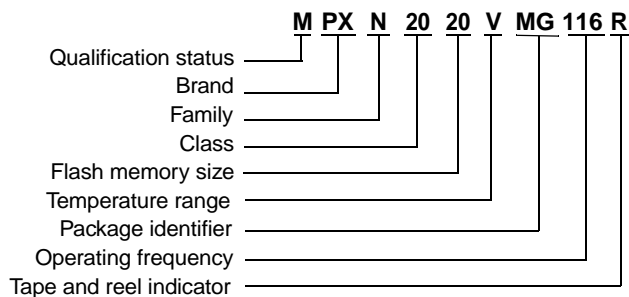 M PX N 20 20 V MG 116 R
Qualification status
Brand
Family
Class
Flash memory size
Temperature range
Package identifier
Operating frequency
Tape and reel indicator